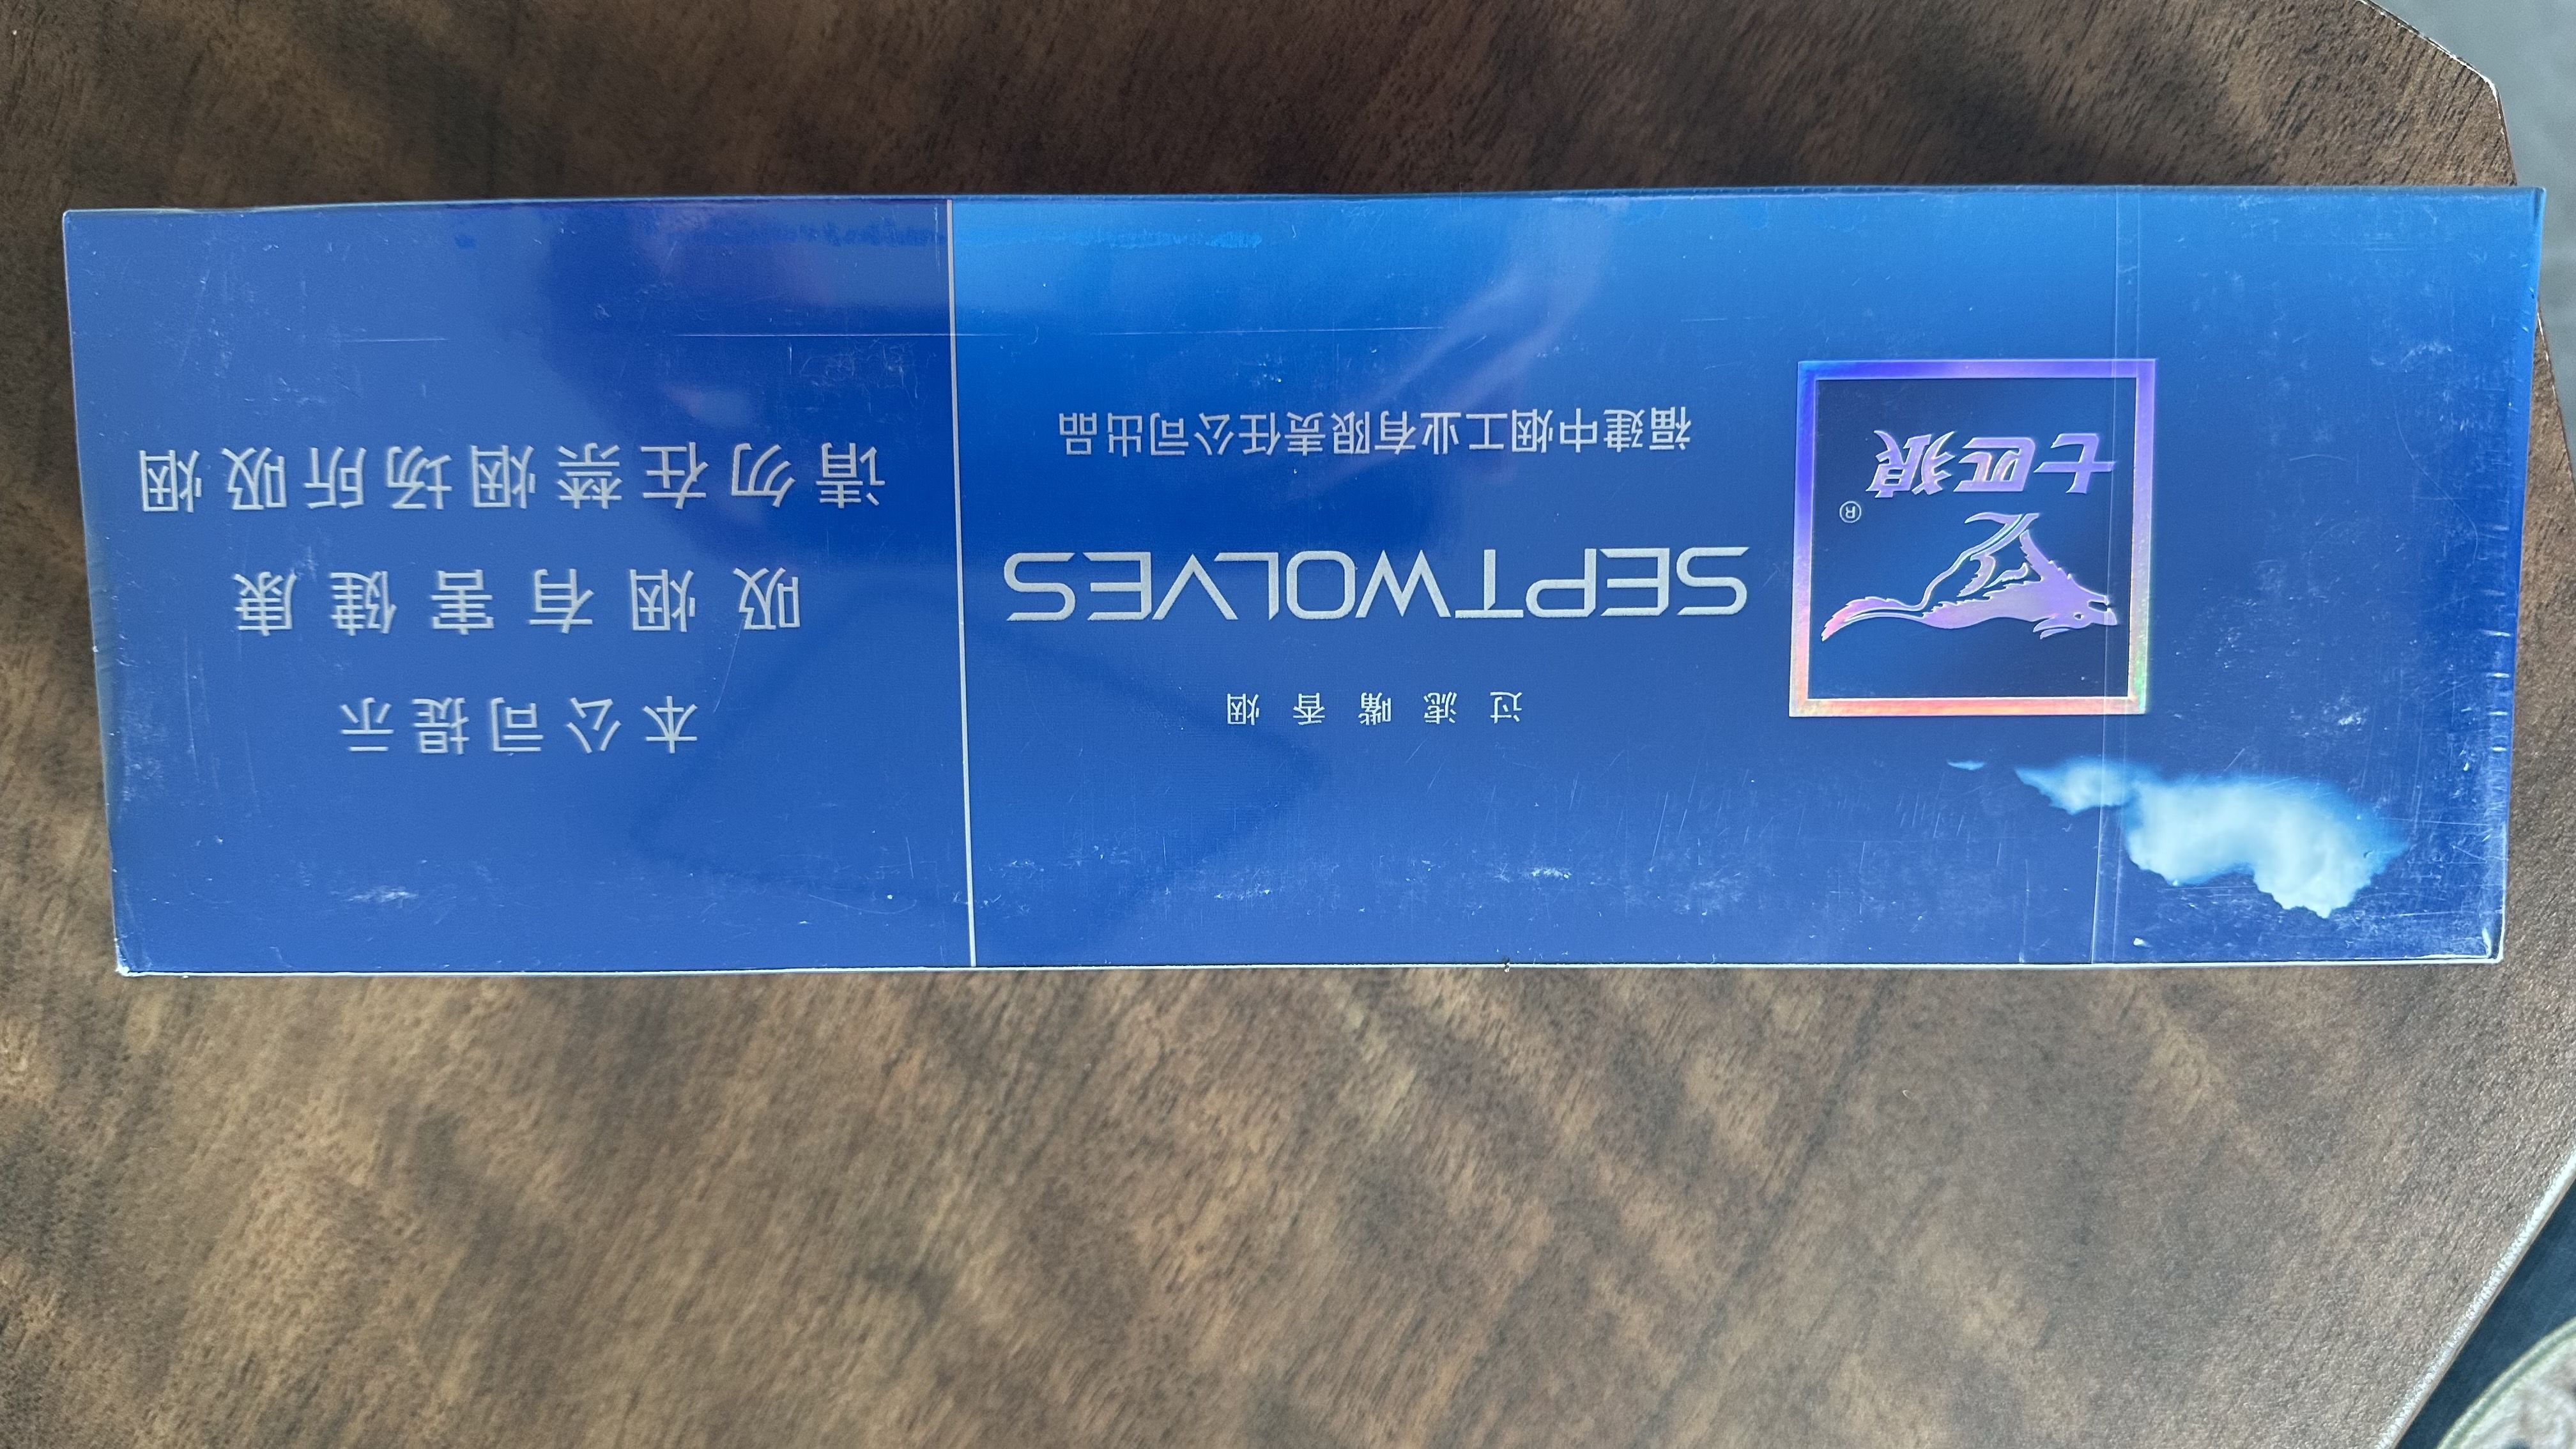 七匹狼
®
过滤嘴香烟
SEPTWOLVES
福建中烟工业有限责任公司出品
本公司提示
吸烟有害健康
请勿在禁烟场所吸烟